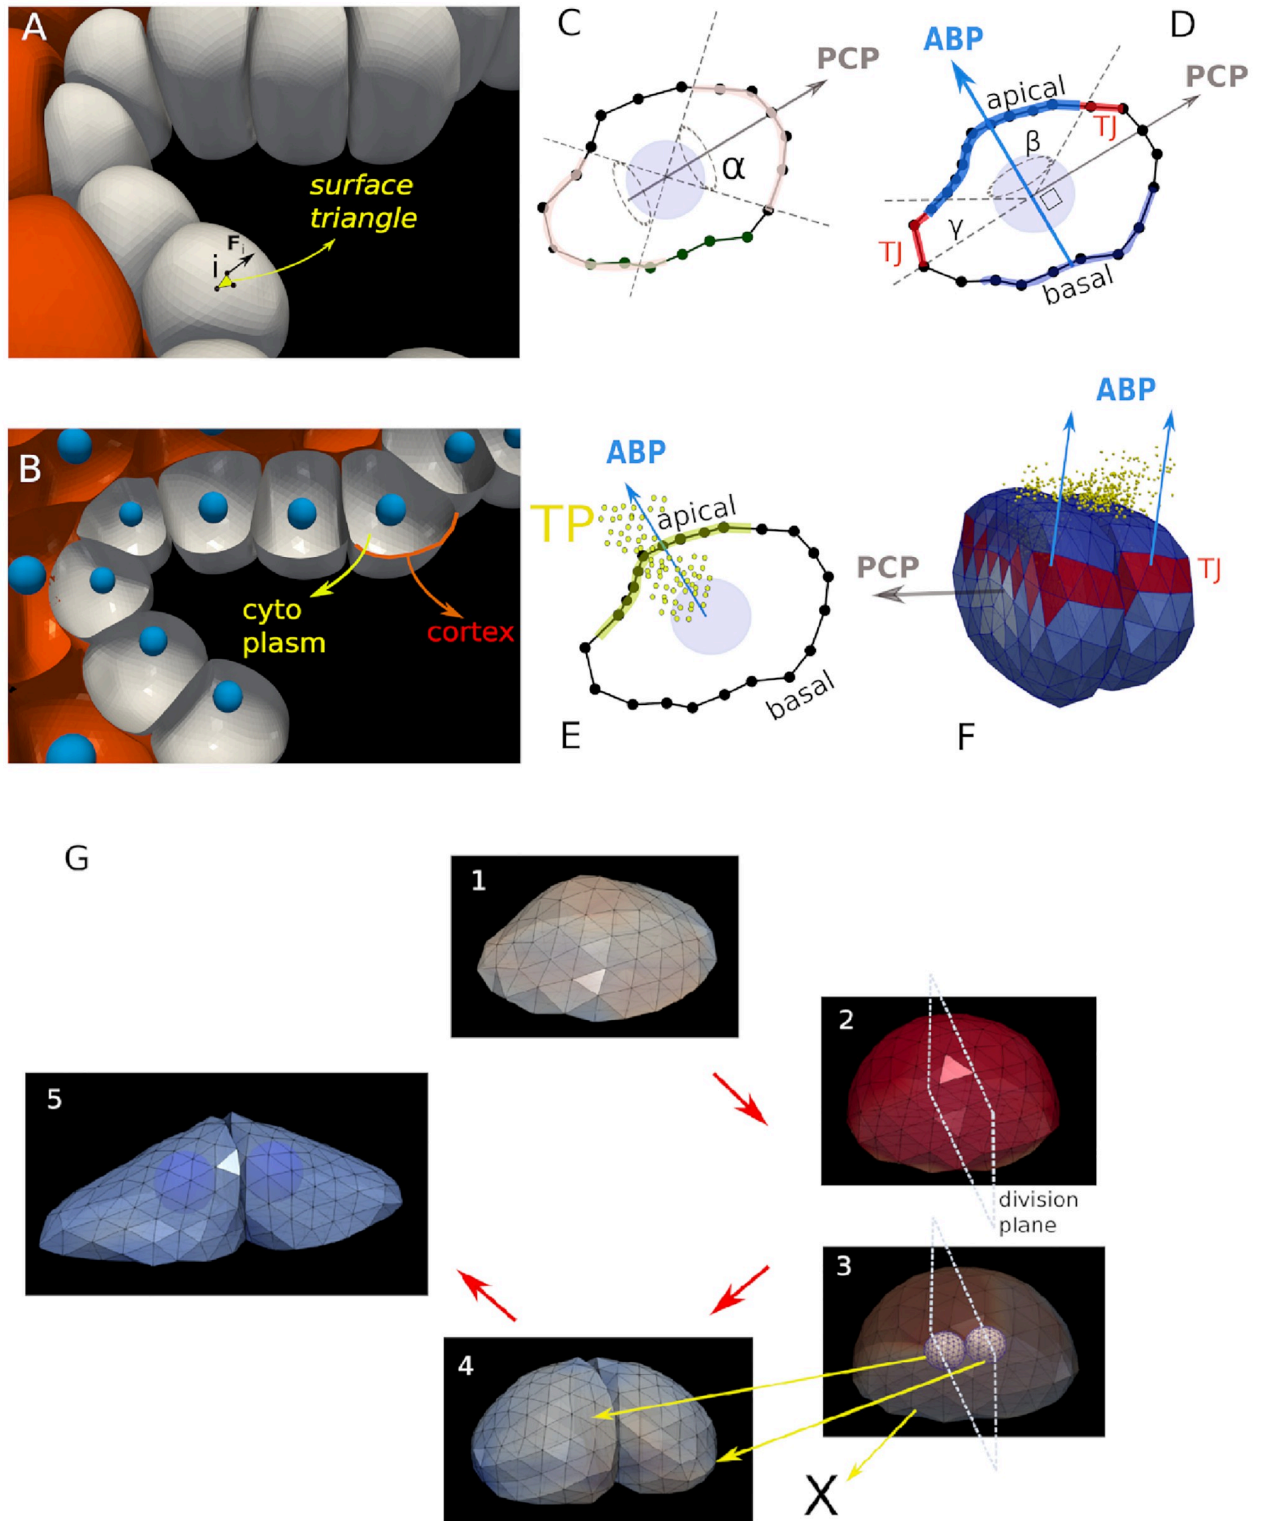 A
surface
triangle
F i
i
B
cyto
plasm
cortex
C
PCP
α
D
ABP
apical
PCP
TJ
β
γ
TJ
basal
ABP
TP
apical
basal
E
ABP
PCP
TJ
F
G
1
2
division
plane
3
X
4
5